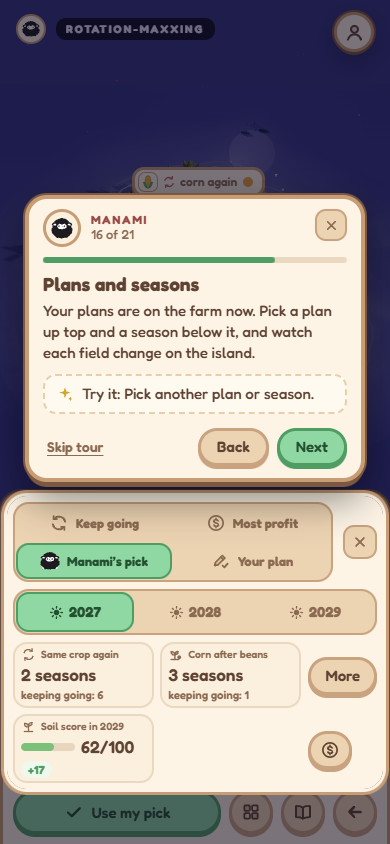 ROTATION-MAXXING
corn again
MANAMI
16 of 21
Plans and seasons
Your plans are on the farm now. Pick a plan
up top and a season below it, and watch
each field change on the island.
Try it: Pick another plan or season.
Skip tour
Back
Next
Keep going
Most profit
Manami's pick
Your plan
2027
2028
2029
Same crop again
2 seasons
keeping going: 6
Corn after beans
3 seasons
keeping going: 1
More
Soil score in 2029
62/100
+17
Use my pick